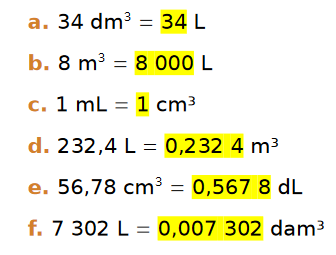 a. 34 dm³ = 34 L
b. 8 m³ = 8 000 L
c. 1 mL = 1 cm³
d. 232,4 L = 0,232 4 m³
e. 56,78 cm³ = 0,567 8 dL
f. 7 302 L = 0,007 302 dam³